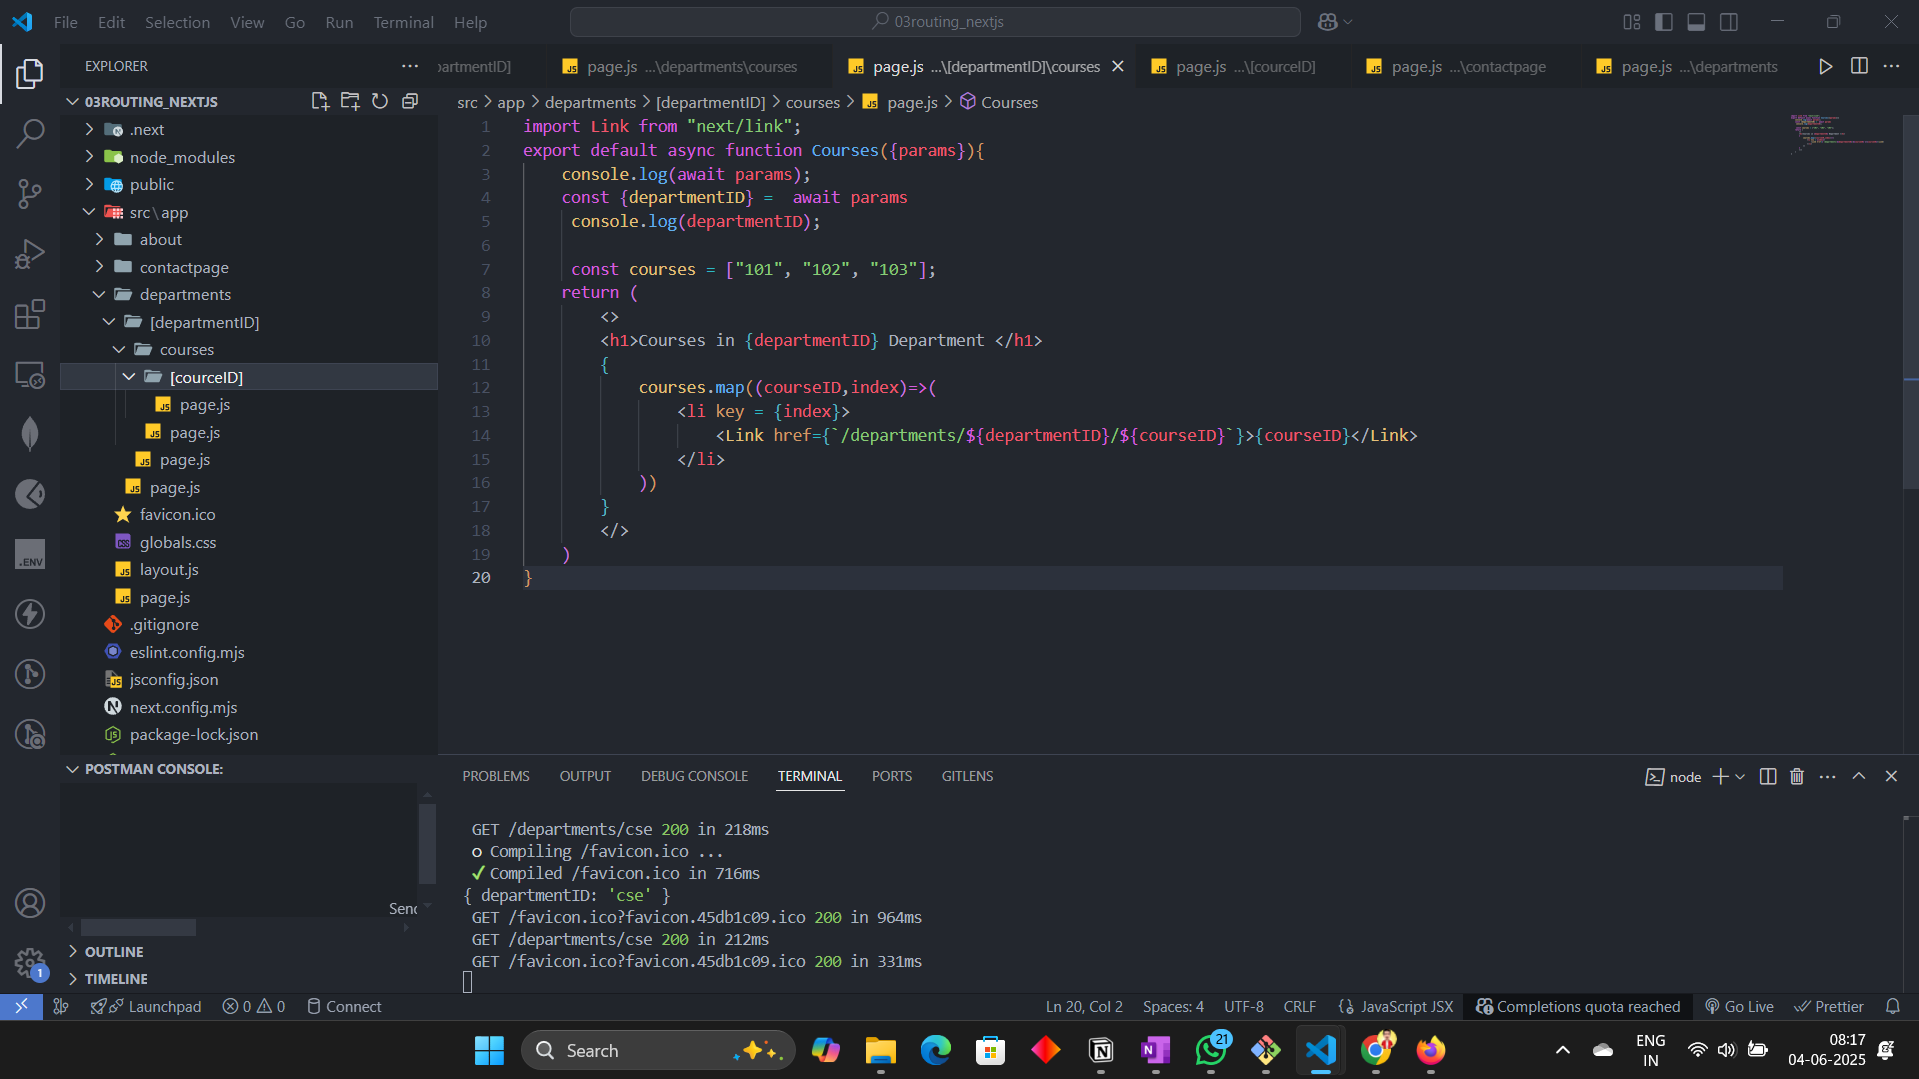 File Edit Selection View Go Run Terminal Help
03routing_nextjs
EXPLORER
partmentID]
page.js ...\departments\courses
page.js ...\[departmentID]\courses
page.js ...\[courceID]
page.js ...\contactpage
page.js ...\departments
03ROUTING_NEXTJS
.next
node_modules
public
src\app
about
contactpage
departments
[departmentID]
courses
[courceID]
page.js
page.js
page.js
page.js
favicon.ico
globals.css
layout.js
page.js
.gitignore
eslint.config.mjs
jsconfig.json
next.config.mjs
package-lock.json
src > app > departments > [departmentID] > courses > page.js > Courses
1 import Link from "next/link";
2 export default async function Courses({params}){
3 console.log(await params);
4 const {departmentID} =  await params
5 console.log(departmentID);
6
7 const courses = ["101", "102", "103"];
8 return (
9 <>
10 <h1>Courses in {departmentID} Department </h1>
11 {
12 courses.map((courseID,index)=>(
13 <li key = {index}>
14 <Link href={`/departments/${departmentID}/${courseID}`}>{courseID}</Link>
15 </li>
16 ))
17 }
18 </>
19 )
20 }
POSTMAN CONSOLE:
Send
OUTLINE
TIMELINE
PROBLEMS OUTPUT DEBUG CONSOLE TERMINAL PORTS GITLENS
node
GET /departments/cse 200 in 218ms
○ Compiling /favicon.ico ...
✓ Compiled /favicon.ico in 716ms
{ departmentID: 'cse' }
GET /favicon.ico?favicon.45db1c09.ico 200 in 964ms
GET /departments/cse 200 in 212ms
GET /favicon.ico?favicon.45db1c09.ico 200 in 331ms
.ENV
1
Launchpad 0 0 Connect
Ln 20, Col 2 Spaces: 4 UTF-8 CRLF JavaScript JSX Completions quota reached Go Live Prettier
Search
21
ENG
IN
08:17
04-06-2025